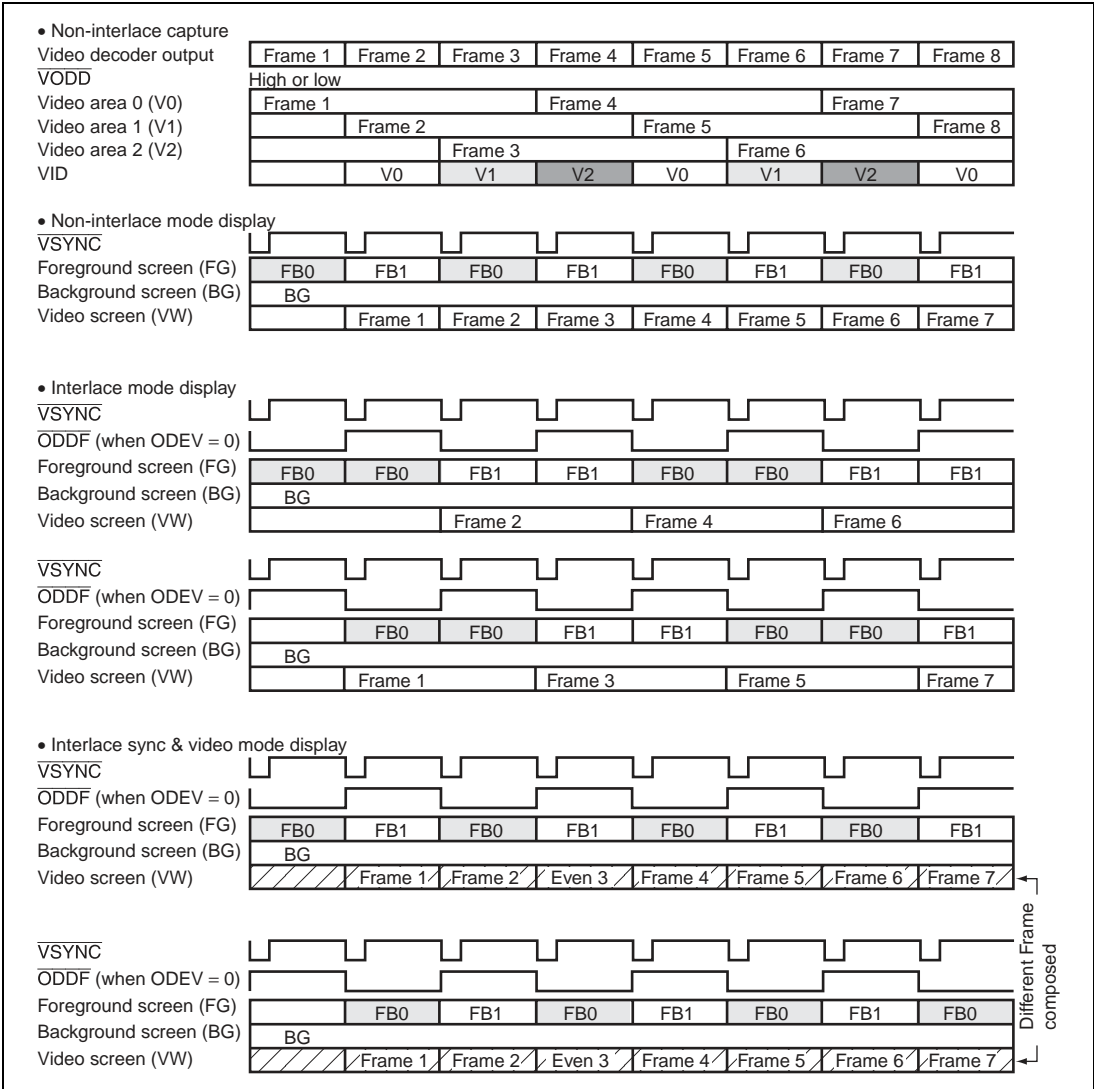 • Non-interlace capture
Video decoder output Frame 1 Frame 2 Frame 3 Frame 4 Frame 5 Frame 6 Frame 7 Frame 8
VODD High or low
Video area 0 (V0) Frame 1 Frame 4 Frame 7
Video area 1 (V1) Frame 2 Frame 5 Frame 8
Video area 2 (V2) Frame 3 Frame 6
VID V0 V1 V2 V0 V1 V2 V0
• Non-interlace mode display
VSYNC
Foreground screen (FG) FB0 FB1 FB0 FB1 FB0 FB1 FB0 FB1
Background screen (BG) BG
Video screen (VW) Frame 1 Frame 2 Frame 3 Frame 4 Frame 5 Frame 6 Frame 7
• Interlace mode display
VSYNC
ODDF (when ODEV = 0)
Foreground screen (FG) FB0 FB0 FB1 FB1 FB0 FB0 FB1 FB1
Background screen (BG) BG
Video screen (VW) Frame 2 Frame 4 Frame 6
VSYNC
ODDF (when ODEV = 0)
Foreground screen (FG) FB0 FB0 FB1 FB1 FB0 FB0 FB1
Background screen (BG) BG
Video screen (VW) Frame 1 Frame 3 Frame 5 Frame 7
• Interlace sync & video mode display
VSYNC
ODDF (when ODEV = 0)
Foreground screen (FG) FB0 FB1 FB0 FB1 FB0 FB1 FB0 FB1
Background screen (BG) BG
Video screen (VW) Frame 1 Frame 2 Even 3 Frame 4 Frame 5 Frame 6 Frame 7
VSYNC
ODDF (when ODEV = 0)
Foreground screen (FG) FB0 FB1 FB0 FB1 FB0 FB1 FB0
Background screen (BG) BG
Video screen (VW) Frame 1 Frame 2 Even 3 Frame 4 Frame 5 Frame 6 Frame 7
Different Frame
composed